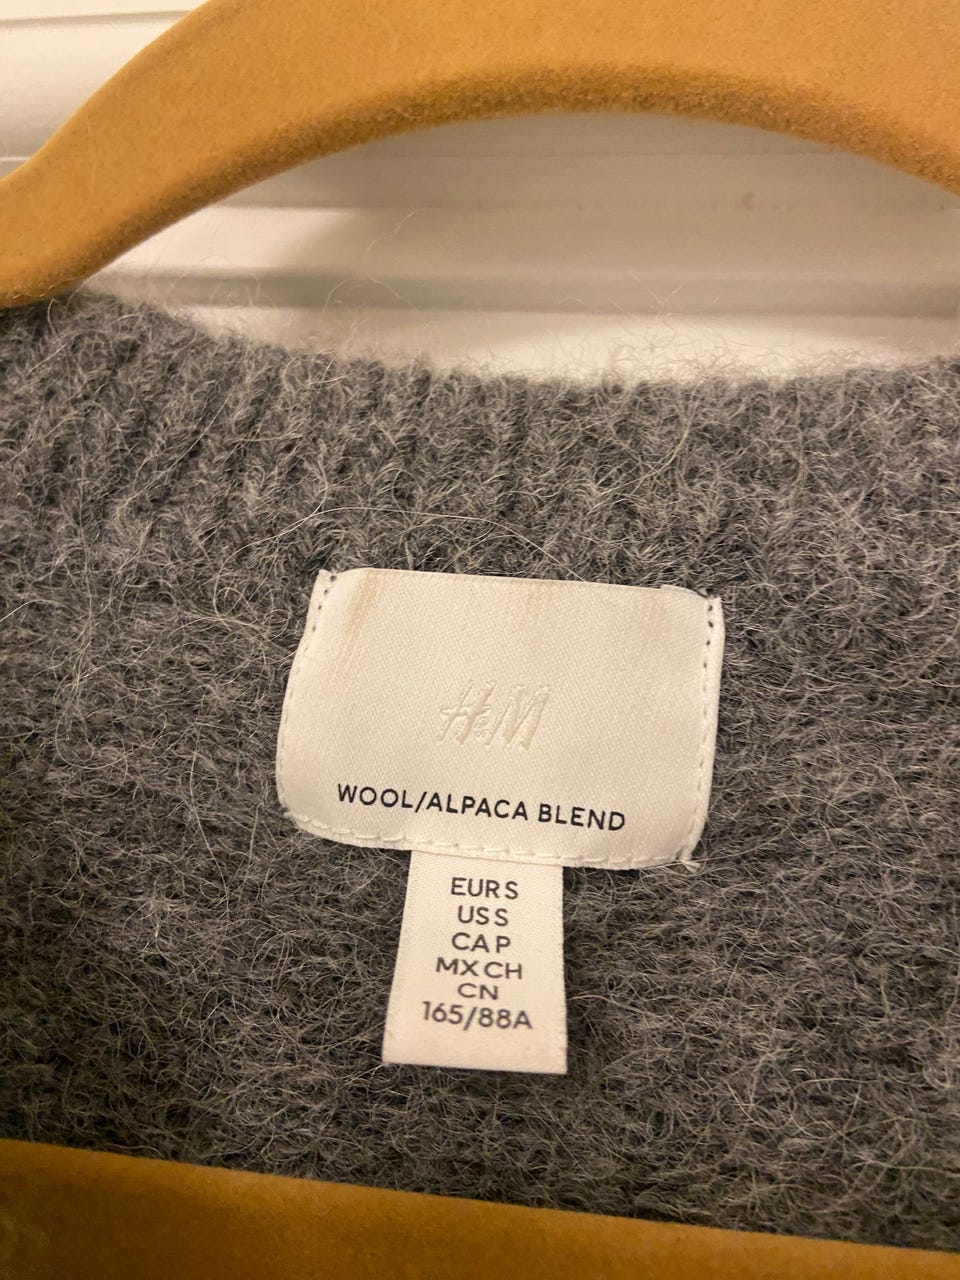 H&M
WOOL/ALPACA BLEND
EUR S
US S
CA P
MX CH
CN
165/88A